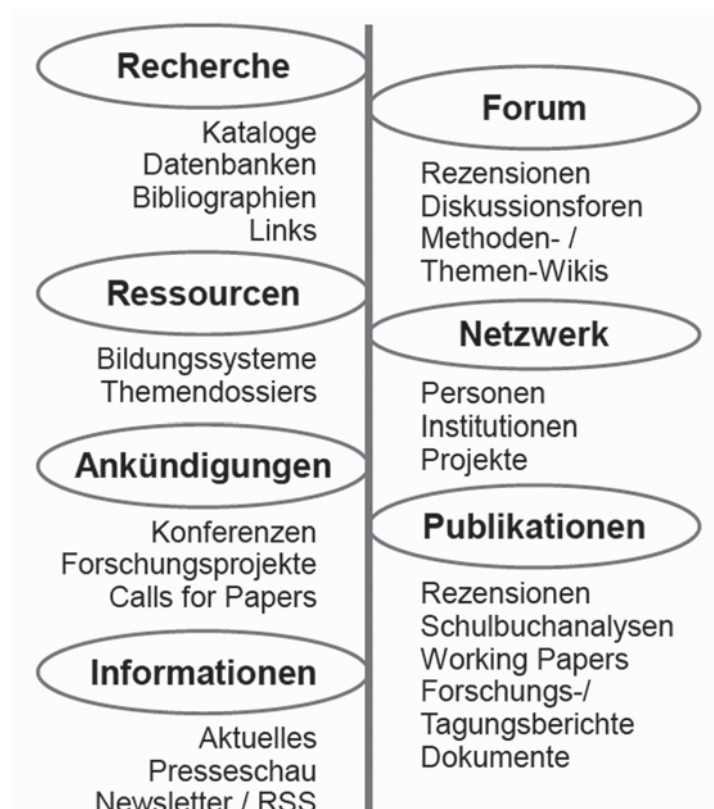 Recherche
Kataloge
Datenbanken
Bibliographien
Links
Ressourcen
Bildungssysteme
Themendossiers
Ankündigungen
Konferenzen
Forschungsprojekte
Calls for Papers
Informationen
Aktuelles
Presseschau
Newsletter / RSS
Forum
Rezensionen
Diskussionsforen
Methoden- /
Themen-Wikis
Netzwerk
Personen
Institutionen
Projekte
Publikationen
Rezensionen
Schulbuchanalysen
Working Papers
Forschungs-/
Tagungsberichte
Dokumente